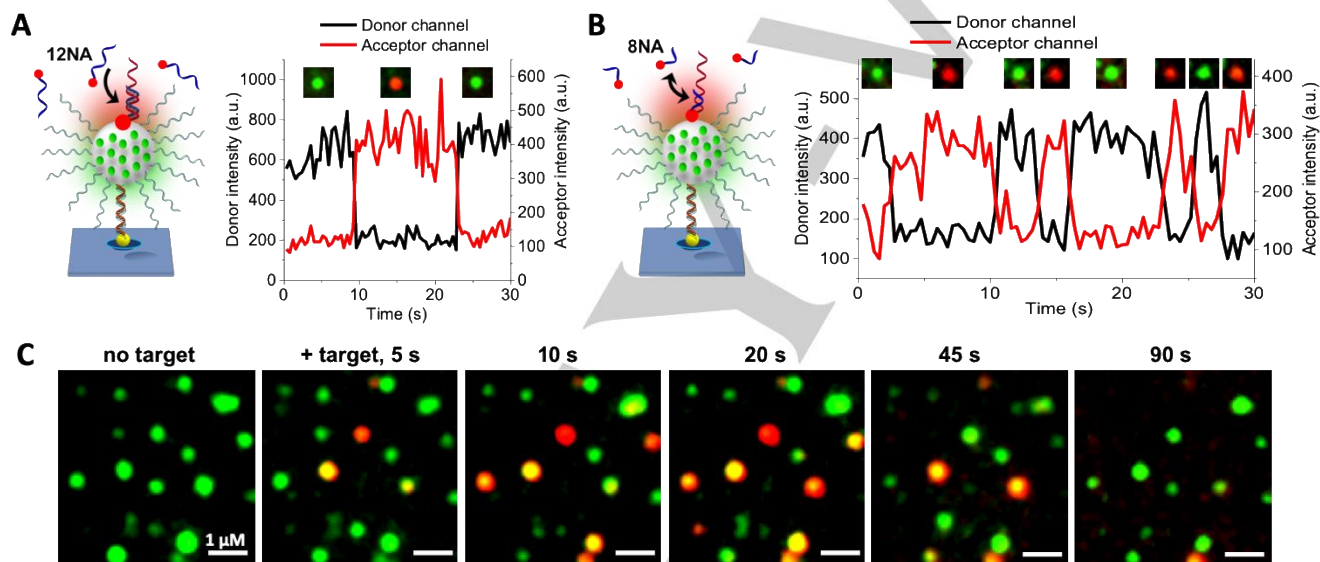 A
12NA
Donor channel
Acceptor channel
Donor intensity (a.u.)
1000
800
600
400
200
0
600
500
400
300
200
100
0
Acceptor intensity (a.u.)
0 10 20 30
Time (s)
B
8NA
Donor channel
Acceptor channel
Donor intensity (a.u.)
500
400
300
200
100
400
300
200
100
Acceptor intensity (a.u.)
0 10 20 30
Time (s)
C
no target + target, 5 s 10 s 20 s 45 s 90 s
1 µM